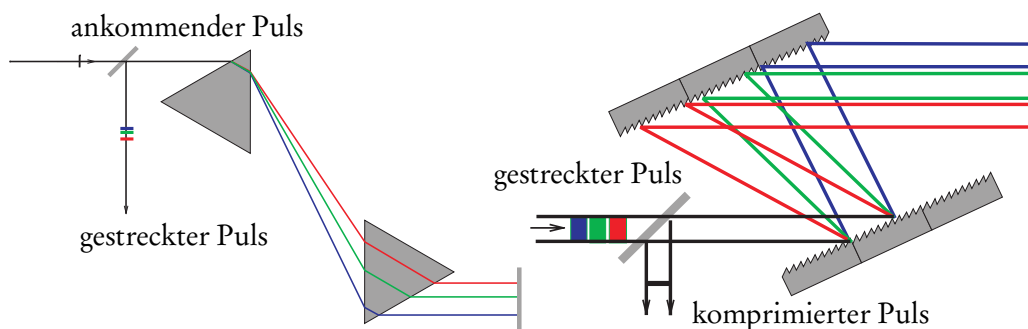 ankommender Puls
gestreckter Puls
gestreckter Puls
komprimierter Puls